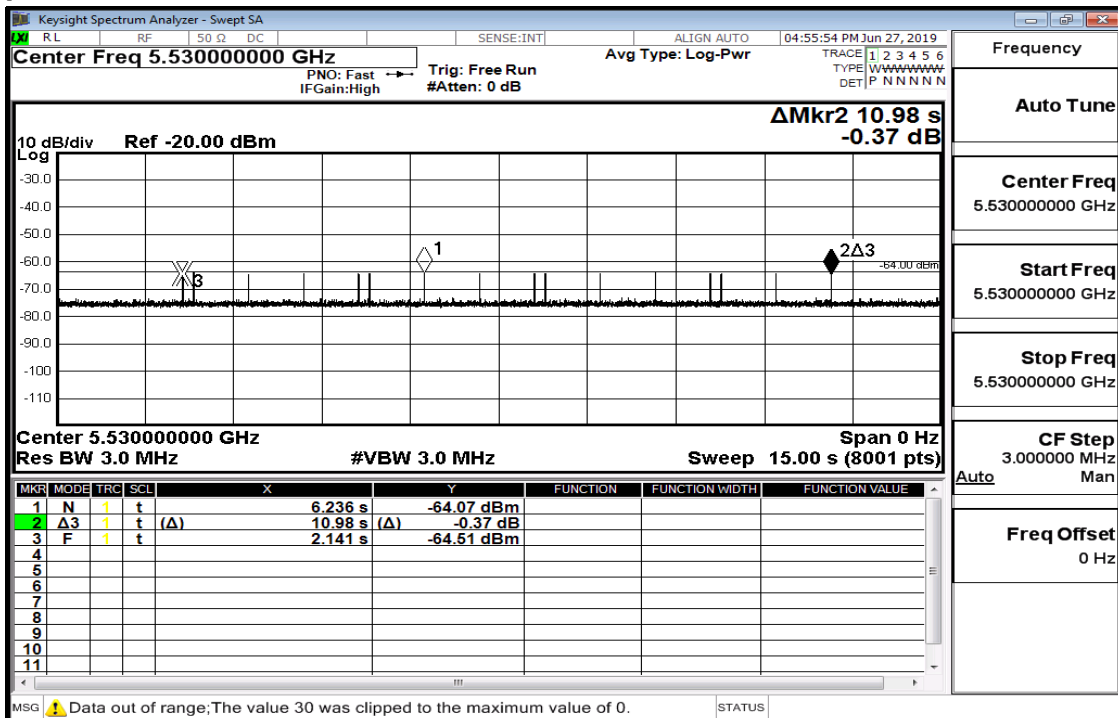 Keysight Spectrum Analyzer - Swept SA
LXI RL RF 50 Ω DC SENSE:INT ALIGN AUTO 04:55:54 PM Jun 27, 2019
Center Freq 5.530000000 GHz
PNO: Fast
IFGain:High
Trig: Free Run
#Atten: 0 dB
Avg Type: Log-Pwr
TRACE 1 2 3 4 5 6
TYPE WWWWWW
DET P N N N N N
ΔMkr2 10.98 s
-0.37 dB
10 dB/div Ref -20.00 dBm
Log
-30.0
-40.0
-50.0
-60.0
-70.0
-80.0
-90.0
-100
-110
3
1
2Δ3
-64.00 dBm
Center 5.530000000 GHz Span 0 Hz
Res BW 3.0 MHz #VBW 3.0 MHz Sweep 15.00 s (8001 pts)
MKR MODE TRC SCL X Y FUNCTION FUNCTION WIDTH FUNCTION VALUE
1 N 1 t 6.236 s -64.07 dBm
2 Δ3 1 t (Δ) 10.98 s (Δ) -0.37 dB
3 F 1 t 2.141 s -64.51 dBm
4
5
6
7
8
9
10
11
MSG Data out of range;The value 30 was clipped to the maximum value of 0. STATUS
Frequency
Auto Tune
Center Freq
5.530000000 GHz
Start Freq
5.530000000 GHz
Stop Freq
5.530000000 GHz
CF Step
3.000000 MHz
Auto Man
Freq Offset
0 Hz